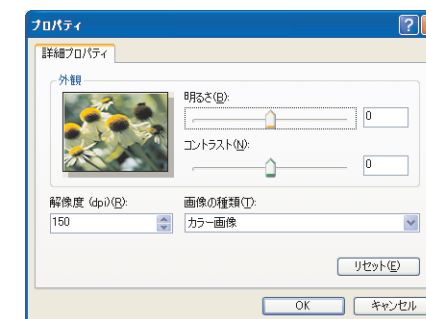 プロパティ
詳細プロパティ
外観
明るさ(B):
0
コントラスト(N):
0
解像度 (dpi)(R):
150
画像の種類(T):
カラー画像
リセット(E)
OK
キャンセル